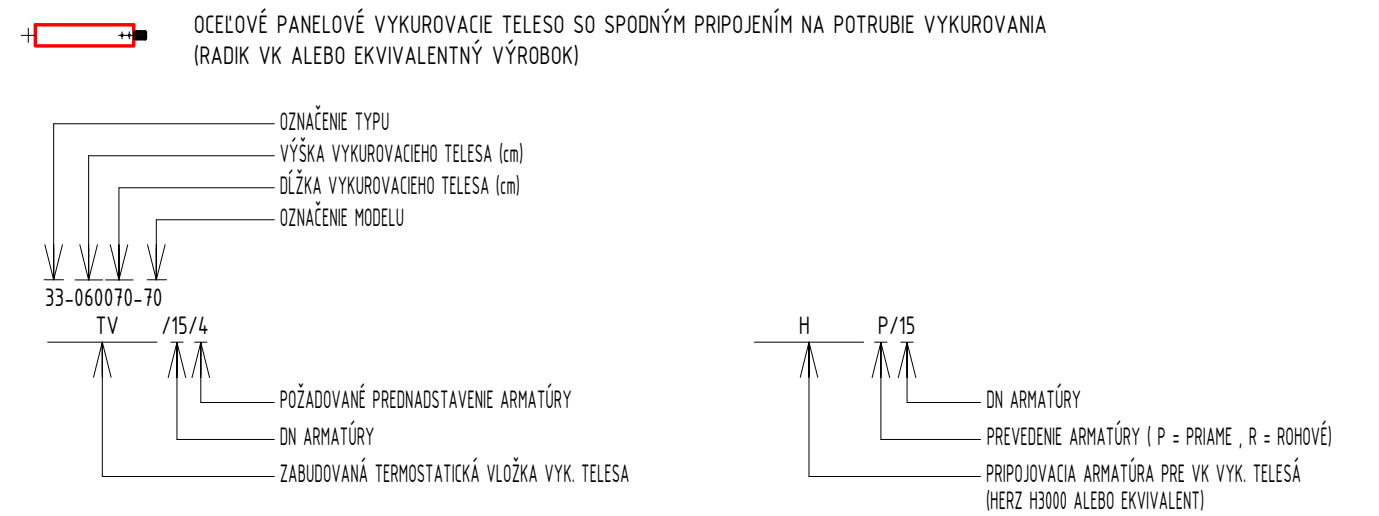 OCEĽOVÉ PANELOVÉ VYKUROVACIE TELESO SO SPODNÝM PRIPOJENÍM NA POTRUBIE VYKUROVANIA
(RADIK VK ALEBO EKVIVALENTNÝ VÝROBOK)
OZNAČENIE TYPU
VÝŠKA VYKUROVACIEHO TELESA (cm)
DĹŽKA VYKUROVACIEHO TELESA (cm)
OZNAČENIE MODELU
33-060070-70
TV /15/4
POŽADOVANÉ PREDNADSTAVENIE ARMATÚRY
DN ARMATÚRY
ZABUDOVANÁ TERMOSTATICKÁ VLOŽKA VYK. TELESA
H P/15
DN ARMATÚRY
PREVEDENIE ARMATÚRY ( P = PRIAME , R = ROHOVÉ)
PRIPOJOVACIA ARMATÚRA PRE VK VYK. TELESÁ
(HERZ H3000 ALEBO EKVIVALENT)